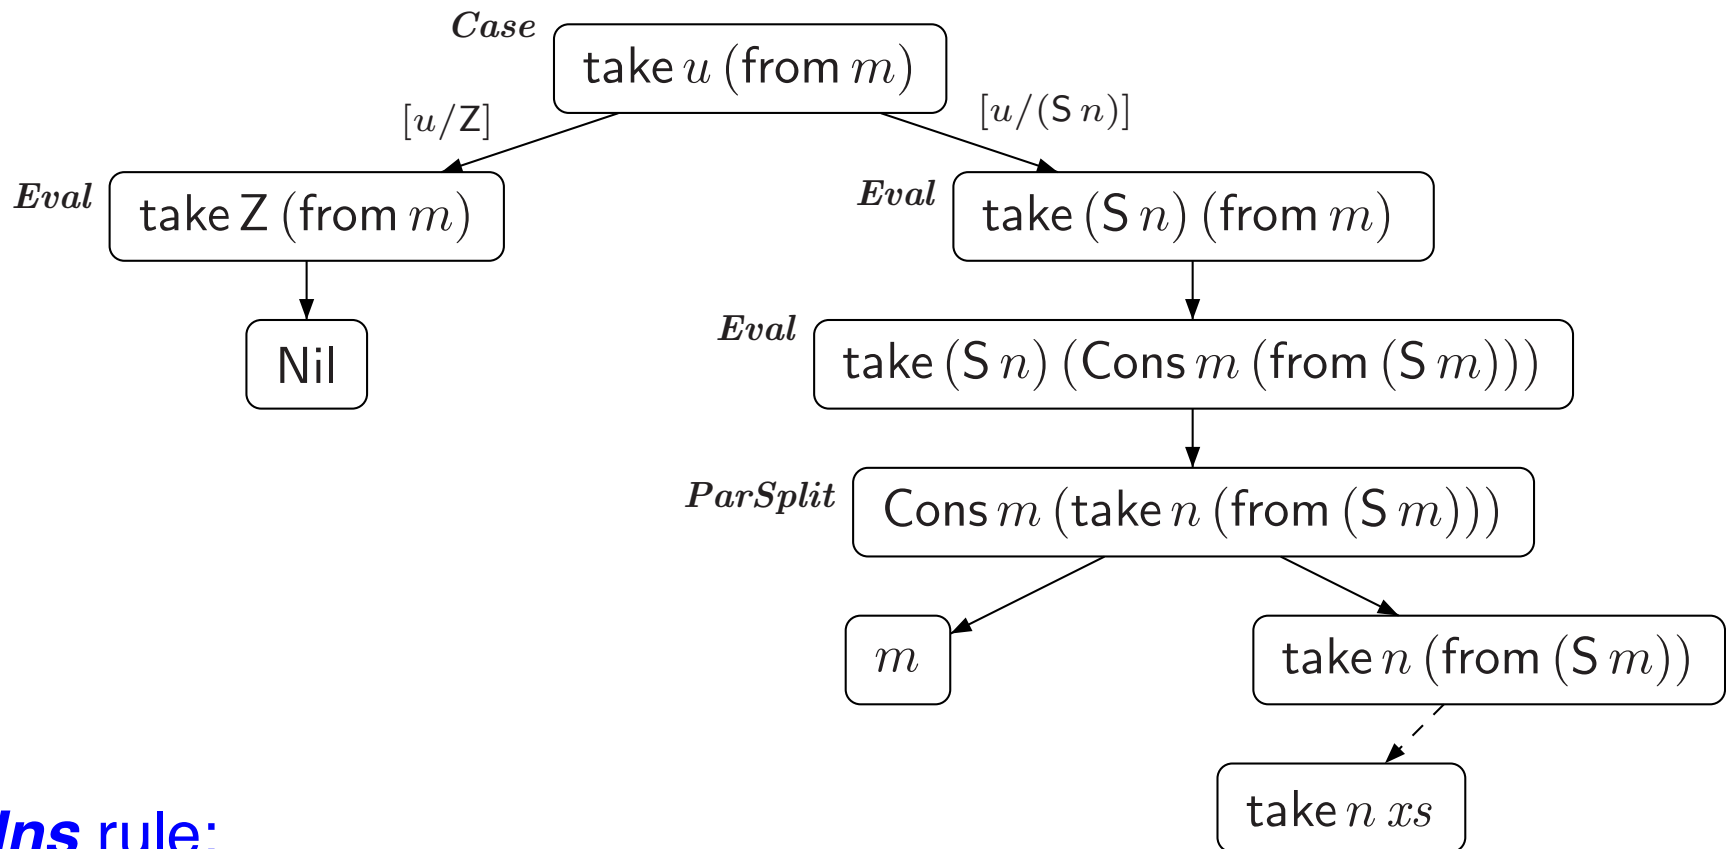 Case
take u (from m)
[u/Z]
[u/(S n)]
Eval
take Z (from m)
Eval
take (S n) (from m)
Nil
Eval
take (S n) (Cons m (from (S m)))
ParSplit
Cons m (take n (from (S m)))
m
take n (from (S m))
take n xs
Ins rule: